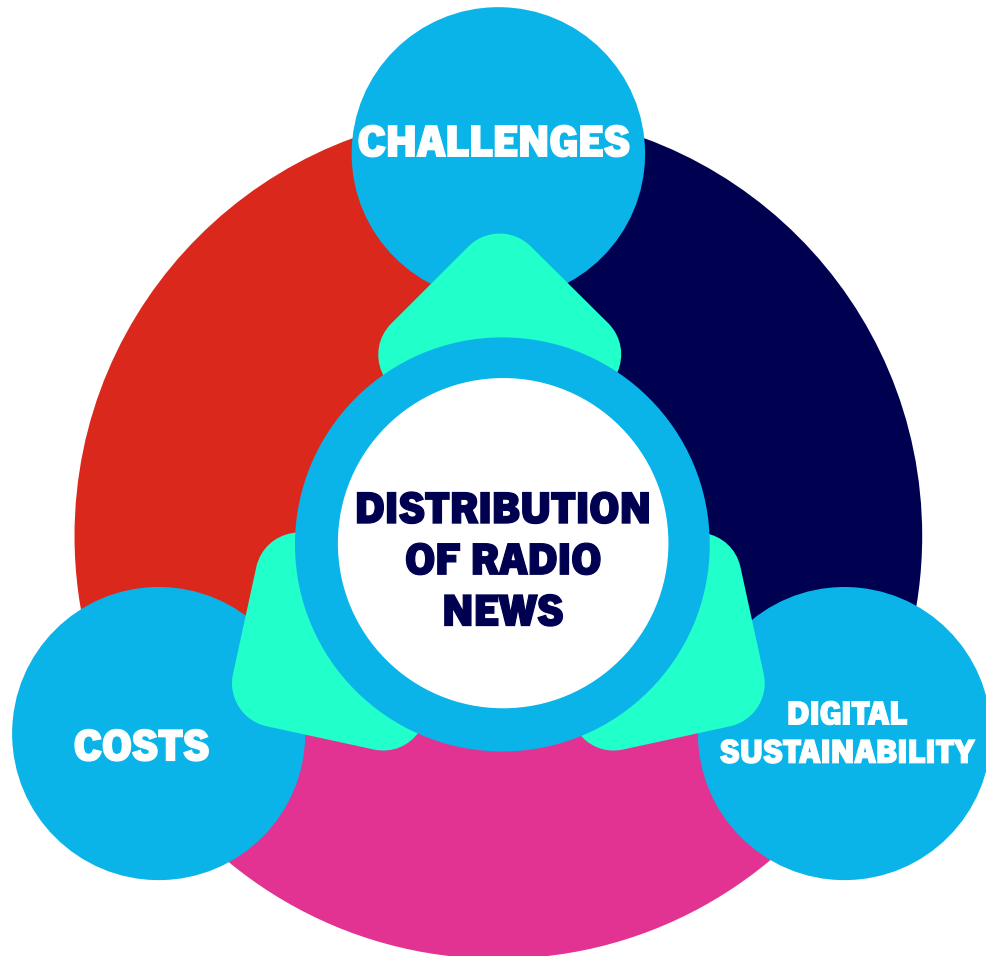 CHALLENGES
DISTRIBUTION
OF RADIO
NEWS
COSTS
DIGITAL
SUSTAINABILITY